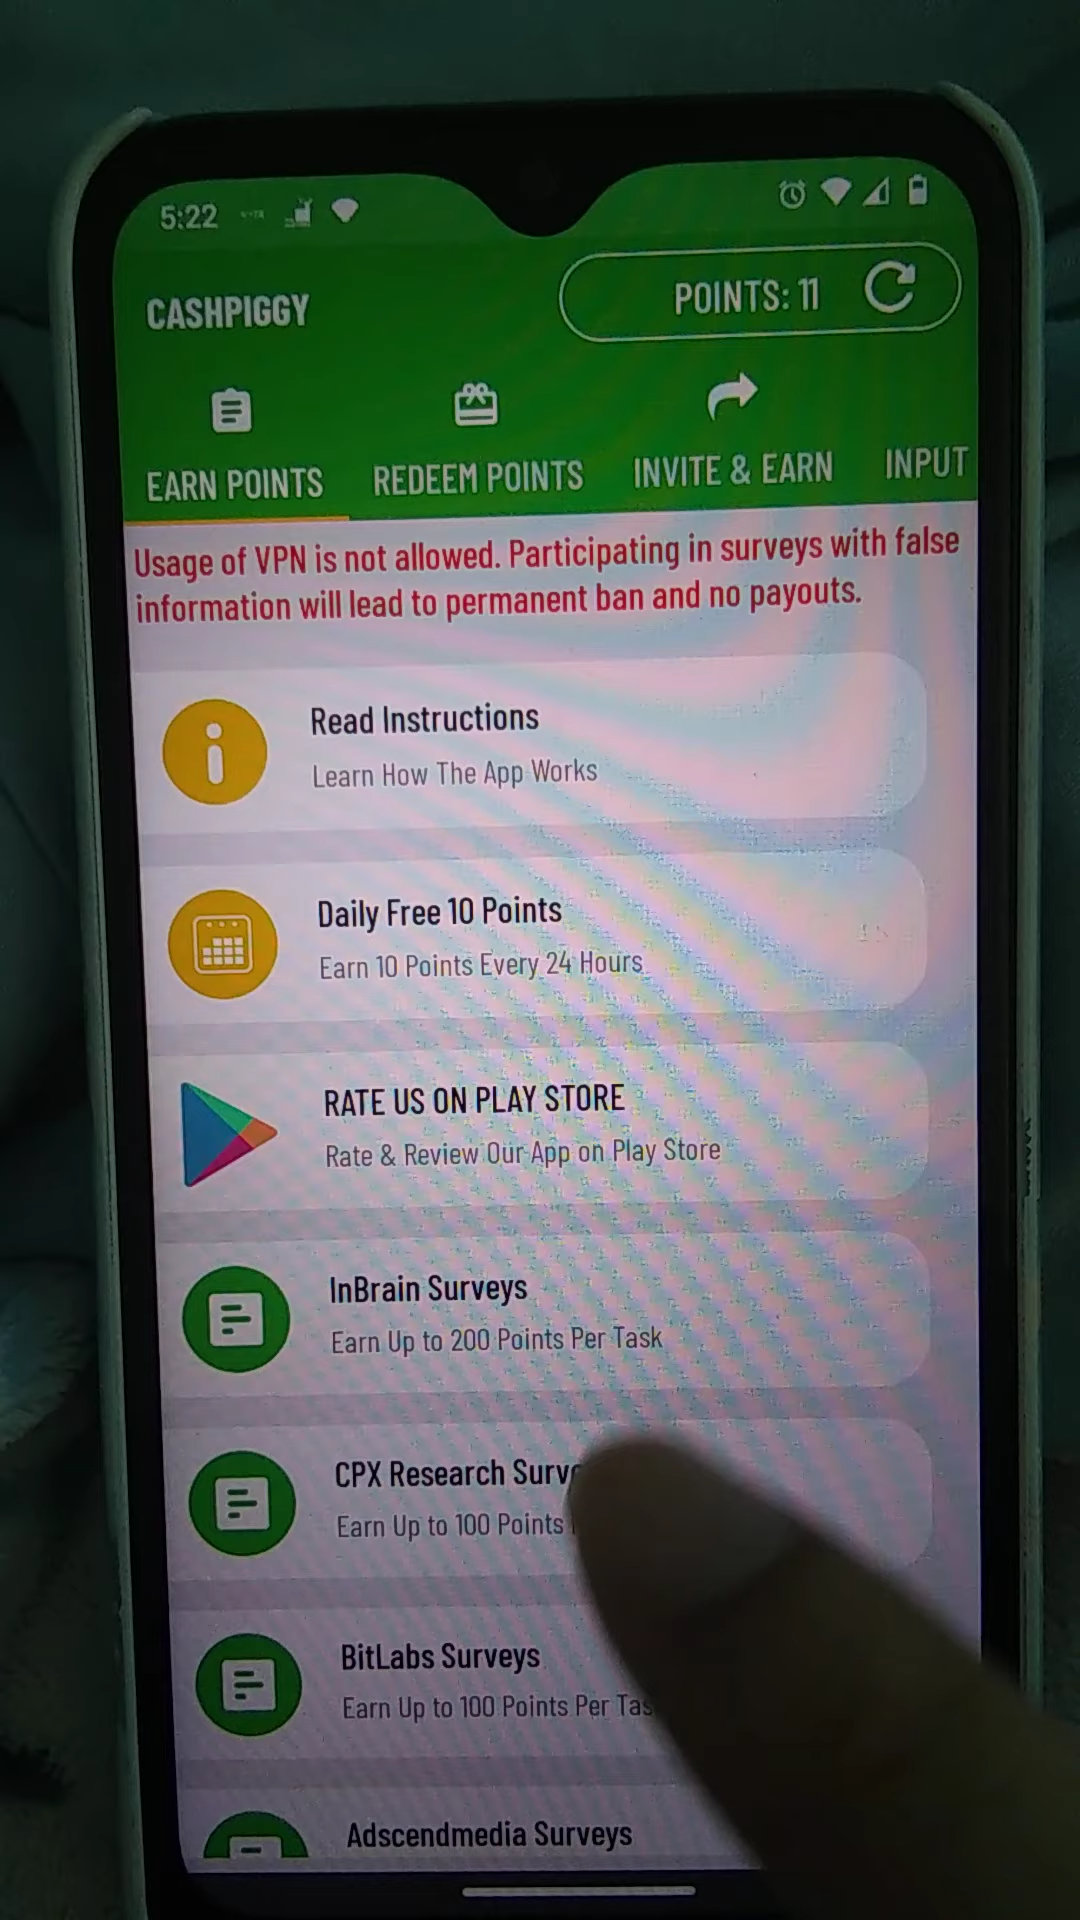 5:22
CASHPIGGY
POINTS: 11
EARN POINTS
REDEEM POINTS
INVITE & EARN
INPUT
Usage of VPN is not allowed. Participating in surveys with false
information will lead to permanent ban and no payouts.
Read Instructions
Learn How The App Works
Daily Free 10 Points
Earn 10 Points Every 24 Hours
RATE US ON PLAY STORE
Rate & Review Our App on Play Store
InBrain Surveys
Earn Up to 200 Points Per Task
CPX Research
Earn Up to 100 Points
BitLabs Surveys
Earn Up to 100 Points Per
Adscendmedia Surveys